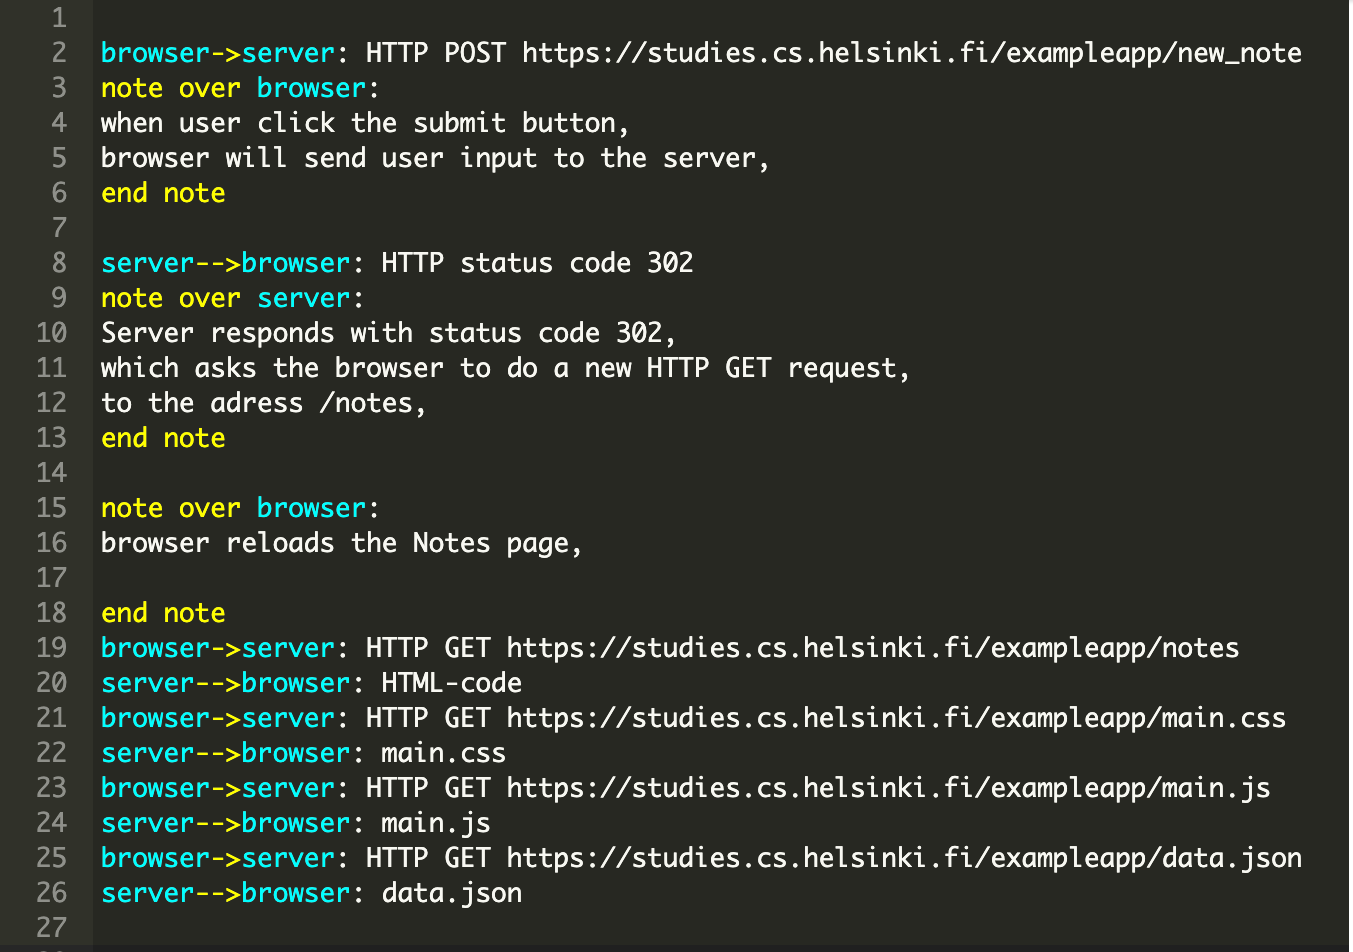 1
2 browser->server: HTTP POST https://studies.cs.helsinki.fi/exampleapp/new_note
3 note over browser:
4 when user click the submit button,
5 browser will send user input to the server,
6 end note
7
8 server-->browser: HTTP status code 302
9 note over server:
10 Server responds with status code 302,
11 which asks the browser to do a new HTTP GET request,
12 to the adress /notes,
13 end note
14
15 note over browser:
16 browser reloads the Notes page,
17
18 end note
19 browser->server: HTTP GET https://studies.cs.helsinki.fi/exampleapp/notes
20 server-->browser: HTML-code
21 browser->server: HTTP GET https://studies.cs.helsinki.fi/exampleapp/main.css
22 server-->browser: main.css
23 browser->server: HTTP GET https://studies.cs.helsinki.fi/exampleapp/main.js
24 server-->browser: main.js
25 browser->server: HTTP GET https://studies.cs.helsinki.fi/exampleapp/data.json
26 server-->browser: data.json
27